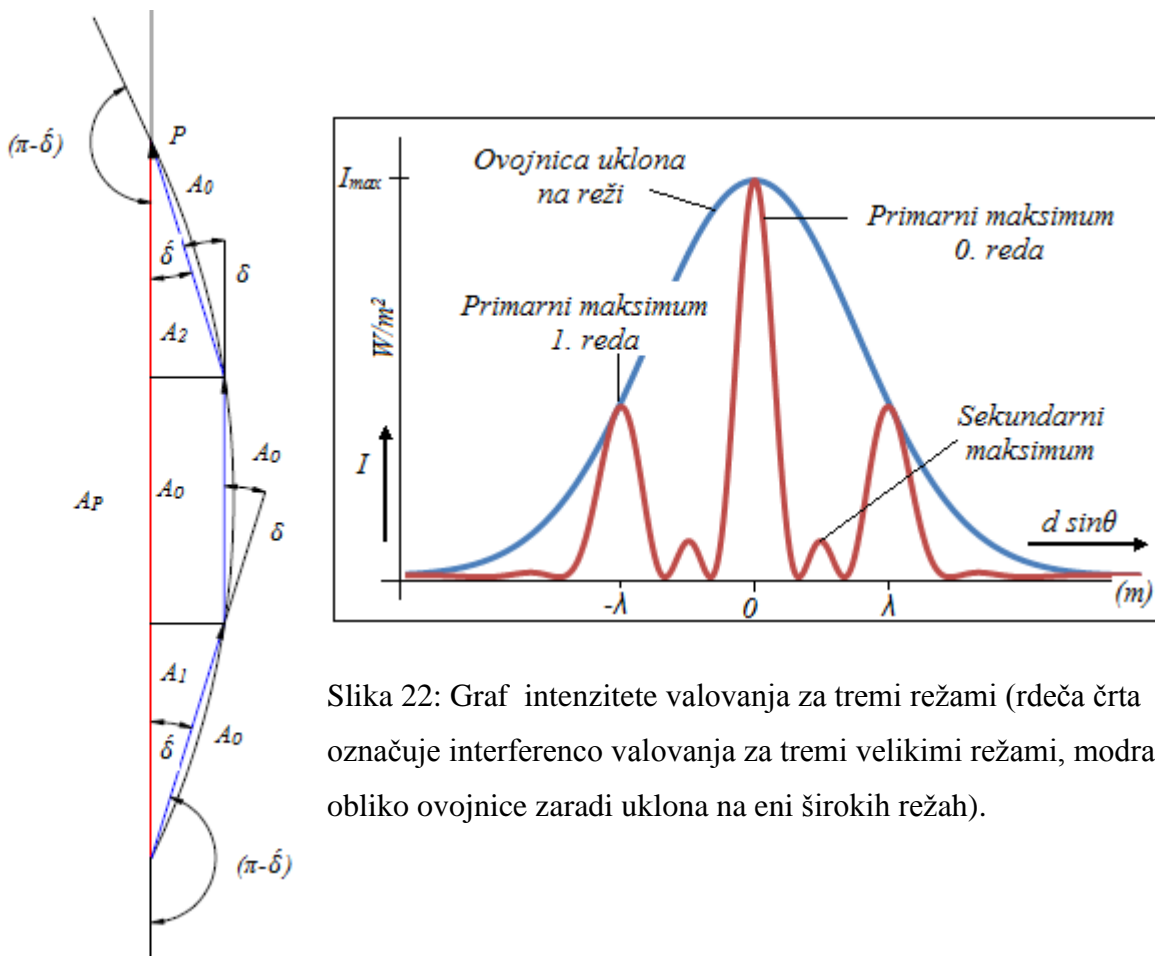 (π-δ́)
P
A₀
δ́
δ
A₂
A₀
Aₚ
A₀
δ
A₁
A₀
δ́
(π-δ́)
Ovojnica uklona
na reži
Iₘₐₓ
Primarni maksimum
0. reda
Primarni maksimum
1. reda
W/m²
Sekundarni
maksimum
I
d sinθ
-λ
0
λ
(m)
Slika 22: Graf intenzitete valovanja za tremi režami (rdeča črta
označuje interferenco valovanja za tremi velikimi režami, modra
obliko ovojnice zaradi uklona na eni širokih režah).